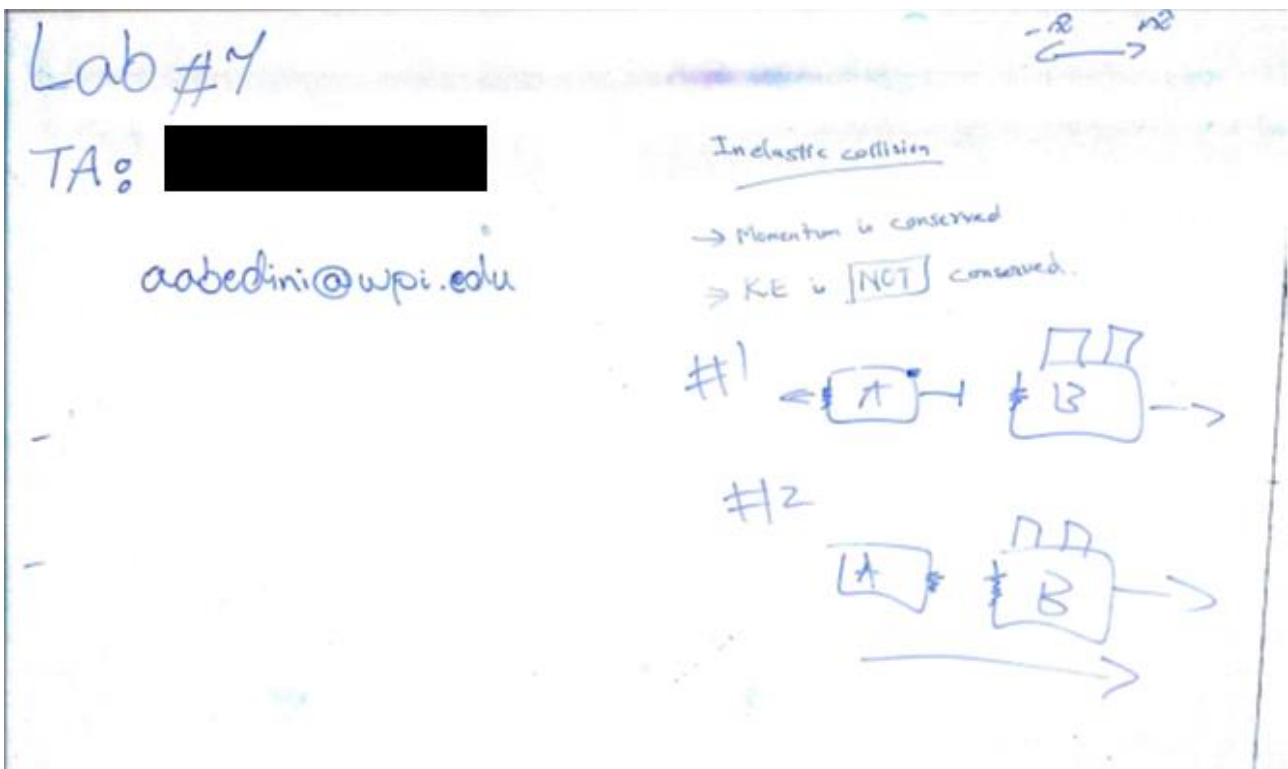 Lab #7
TA:
aabedini@wpi.edu
Inelastic collision
→ Momentum is conserved
⇒ KE is NOT conserved.
#1
A
B
#2
A
B